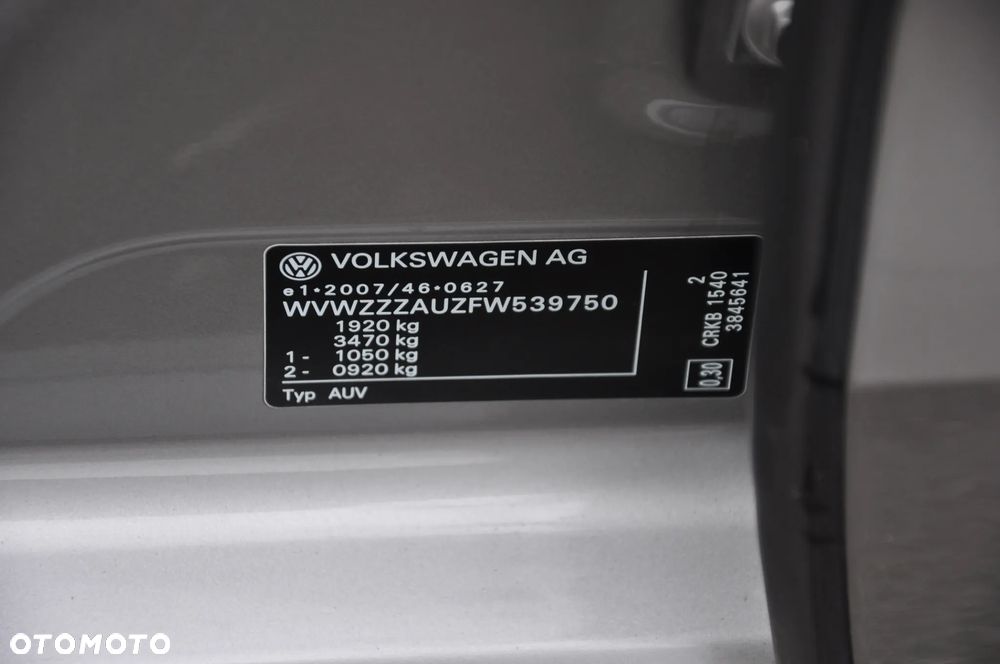 VOLKSWAGEN AG
e1*2007/46*0627
WVWZZZAUZFW539750
1920 kg
3470 kg
1 - 1050 kg
2 - 0920 kg
Typ AUV
2
CRKB 1540
3845641
0,30
OTOMOTO